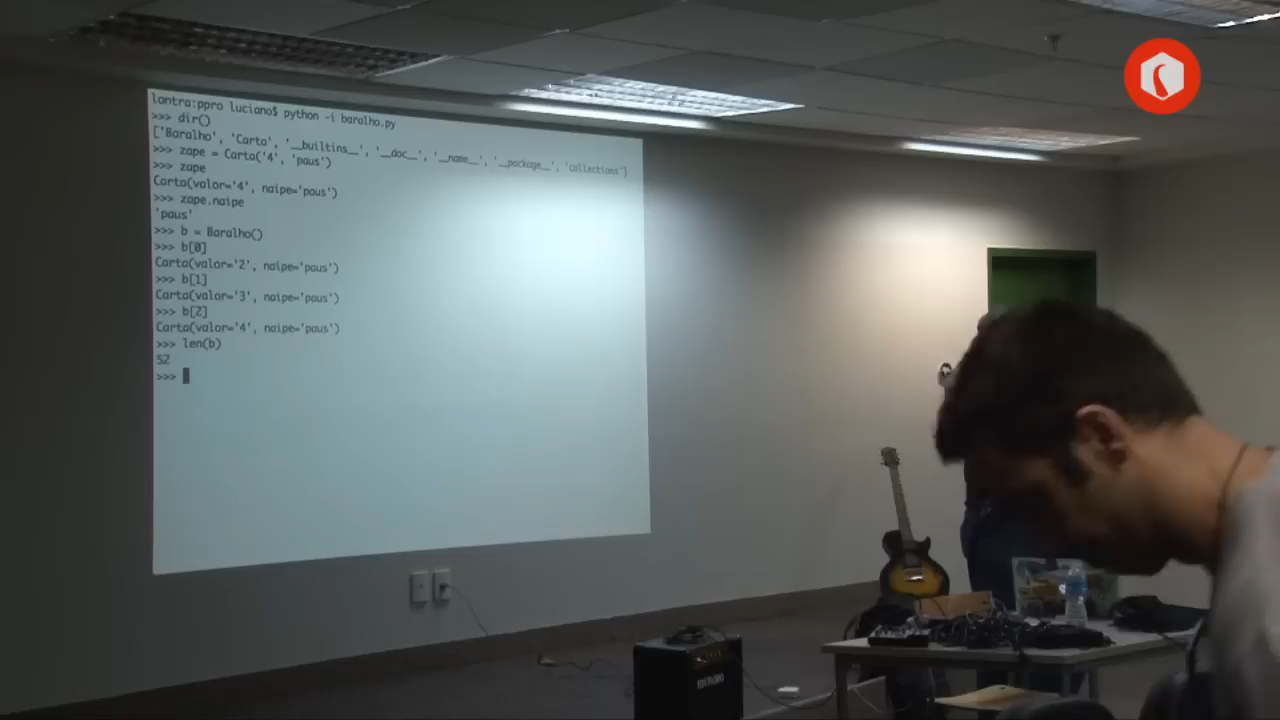 lontra:ppro luciano$ python -i baralho.py
>>> dir()
['Baralho', 'Carta', '__builtins__', '__doc__', '__name__', '__package__', 'collections']
>>> zape = Carta('4', 'paus')
>>> zape
Carta(valor='4', naipe='paus')
>>> zape.naipe
'paus'
>>> b = Baralho()
>>> b[0]
Carta(valor='2', naipe='paus')
>>> b[1]
Carta(valor='3', naipe='paus')
>>> b[2]
Carta(valor='4', naipe='paus')
>>> len(b)
52
>>>